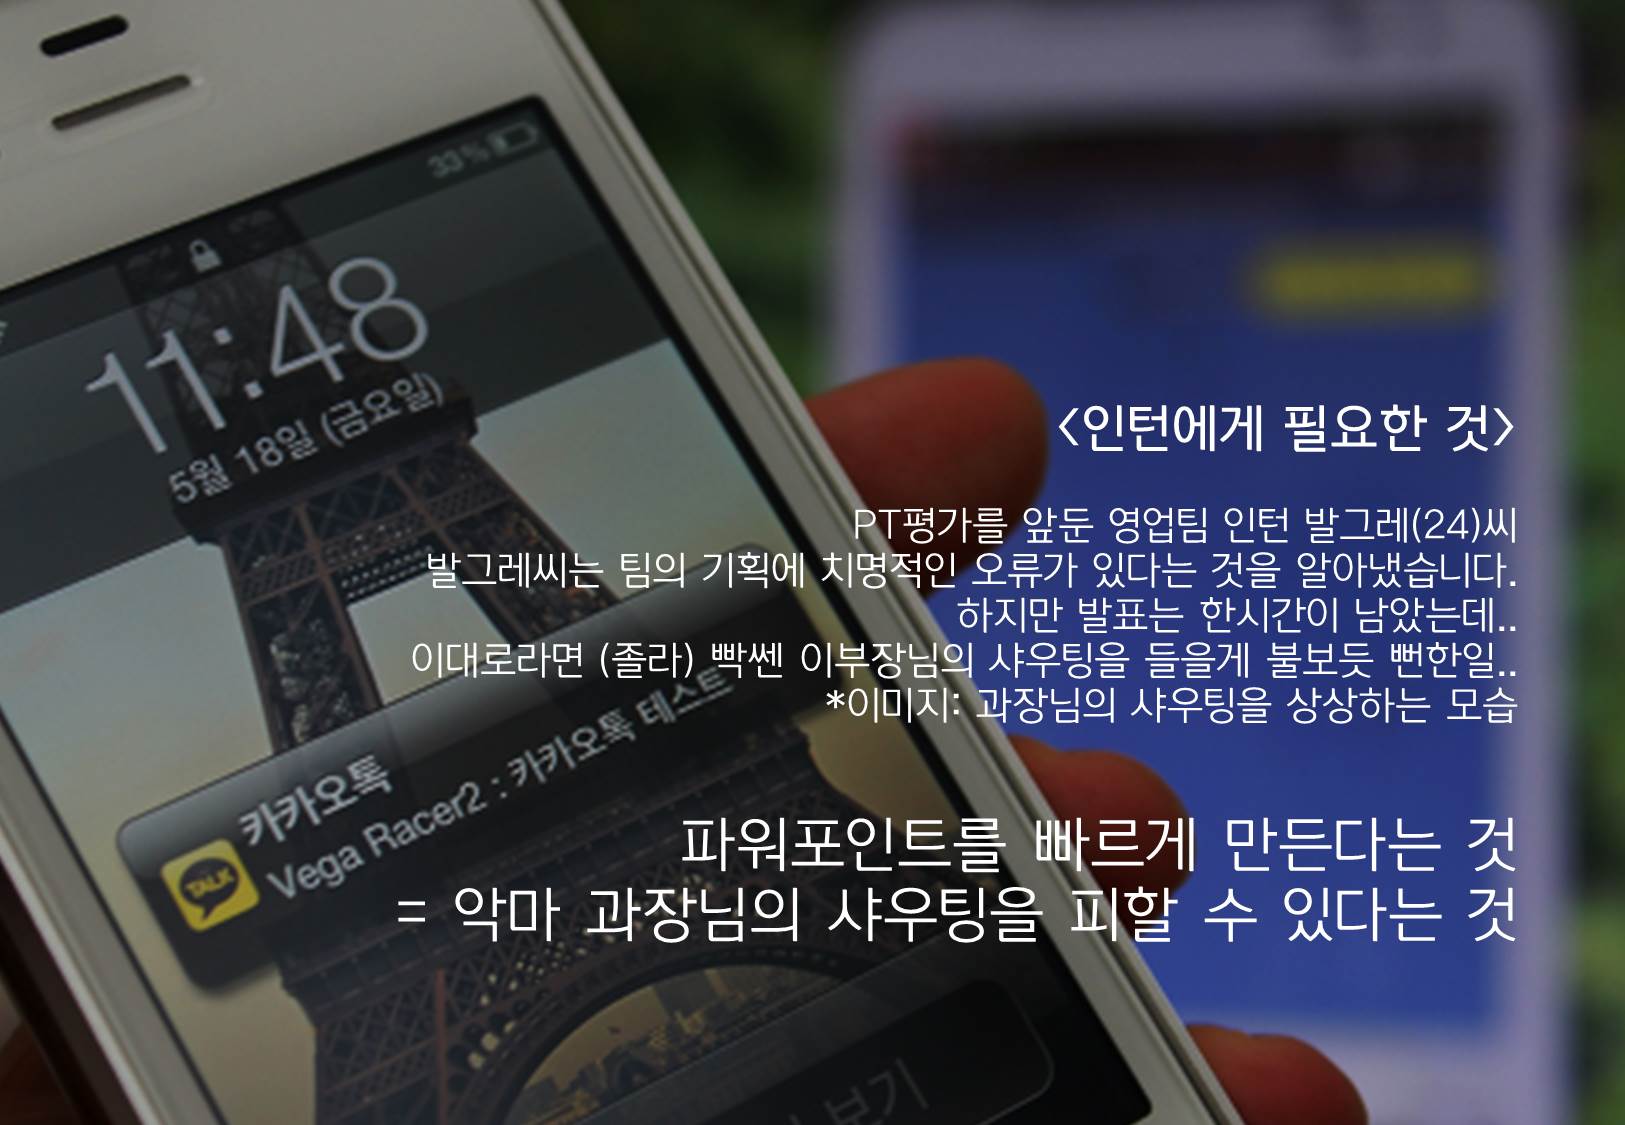 33%
11:48
5월 18일 (금요일)
카카오톡
Vega Racer2 : 카카오톡 테스트
TALK
보기
<인턴에게 필요한 것>
PT평가를 앞둔 영업팀 인턴 발그레(24)씨
발그레씨는 팀의 기획에 치명적인 오류가 있다는 것을 알아냈습니다.
하지만 발표는 한시간이 남았는데..
이대로라면 (졸라) 빡쎈 이부장님의 샤우팅을 들을게 불보듯 뻔한일..
*이미지: 과장님의 샤우팅을 상상하는 모습
파워포인트를 빠르게 만든다는 것
= 악마 과장님의 샤우팅을 피할 수 있다는 것